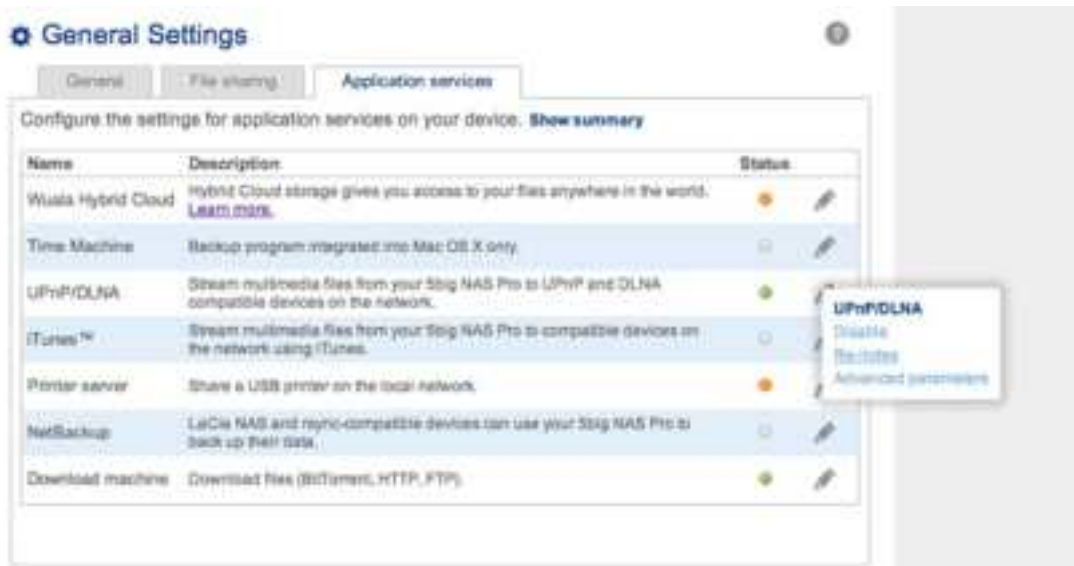 General Settings
General File sharing Application services
Configure the settings for application services on your device. Show summary
Name Description Status
Wuala Hybrid Cloud Hybrid Cloud storage gives you access to your files anywhere in the world.
Learn more.
Time Machine Backup program integrated into Mac OS X only.
UPnP/DLNA Stream multimedia files from your 5big NAS Pro to UPnP and DLNA
compatible devices on the network.
iTunes™ Stream multimedia files from your 5big NAS Pro to compatible devices on
the network using iTunes.
Printer server Share a USB printer on the local network.
NetBackup LaCie NAS and rsync-compatible devices can use your 5big NAS Pro to
back up their data.
Download machine Download files (BitTorrent, HTTP, FTP).
UPnP/DLNA
Disable
Re-index
Advanced parameters